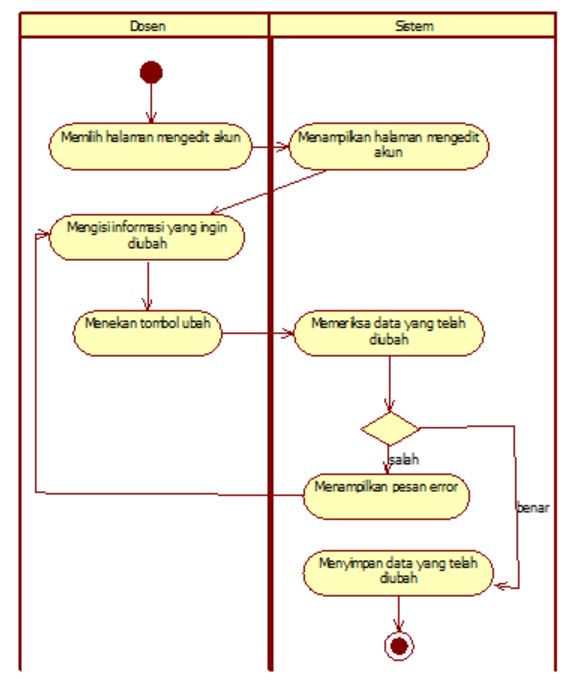 Dosen
Sistem
Memilih halaman mengedit akun
Menampilkan halaman mengedit
akun
Mengisi informasi yang ingin
diubah
Menekan tombol ubah
Memeriksa data yang telah
diubah
salah
Menampilkan pesan error
benar
Menyimpan data yang telah
diubah